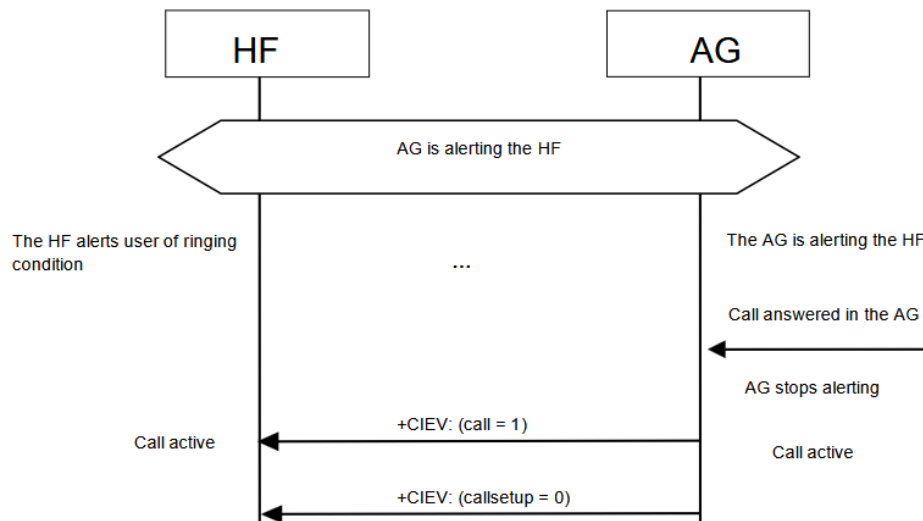 HF
AG
AG is alerting the HF
The HF alerts user of ringing
condition
The AG is alerting the HF
...
Call answered in the AG
AG stops alerting
+CIEV: (call = 1)
Call active
Call active
+CIEV: (callsetup = 0)